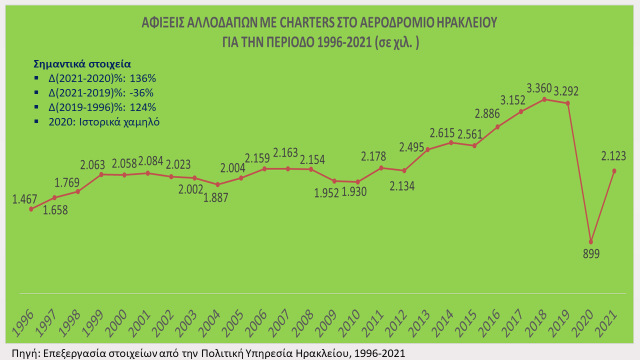 ΑΦΙΞΕΙΣ ΑΛΛΟΔΑΠΩΝ ΜΕ CHARTERS ΣΤΟ ΑΕΡΟΔΡΟΜΙΟ ΗΡΑΚΛΕΙΟΥ
ΓΙΑ ΤΗΝ ΠΕΡΙΟΔΟ 1996-2021 (σε χιλ. )
Σημαντικά στοιχεία
▪ Δ(2021-2020)%: 136%
▪ Δ(2021-2019)%: -36%
▪ Δ(2019-1996)%: 124%
▪ 2020: Ιστορικά χαμηλό
1.467
1.658
1.769
2.063
2.058
2.084
2.023
2.002
1.887
2.004
2.159
2.163
2.154
1.952
1.930
2.178
2.134
2.495
2.615
2.561
2.886
3.152
3.360
3.292
899
2.123
1996 1997 1998 1999 2000 2001 2002 2003 2004 2005 2006 2007 2008 2009 2010 2011 2012 2013 2014 2015 2016 2017 2018 2019 2020 2021
Πηγή: Επεξεργασία στοιχείων από την Πολιτική Υπηρεσία Ηρακλείου, 1996-2021